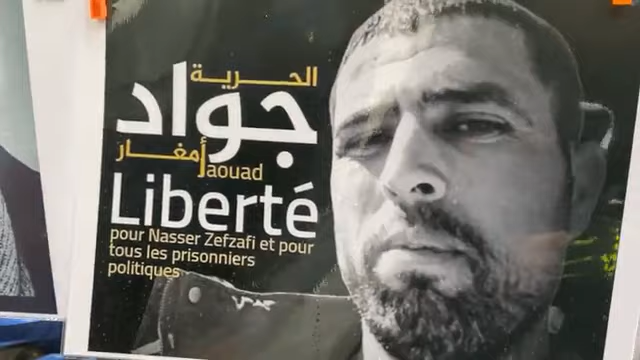 الحرية
جواد
أمغار
Jaouad
Liberté
pour Nasser Zefzafi et pour
tous les prisonniers
politiques